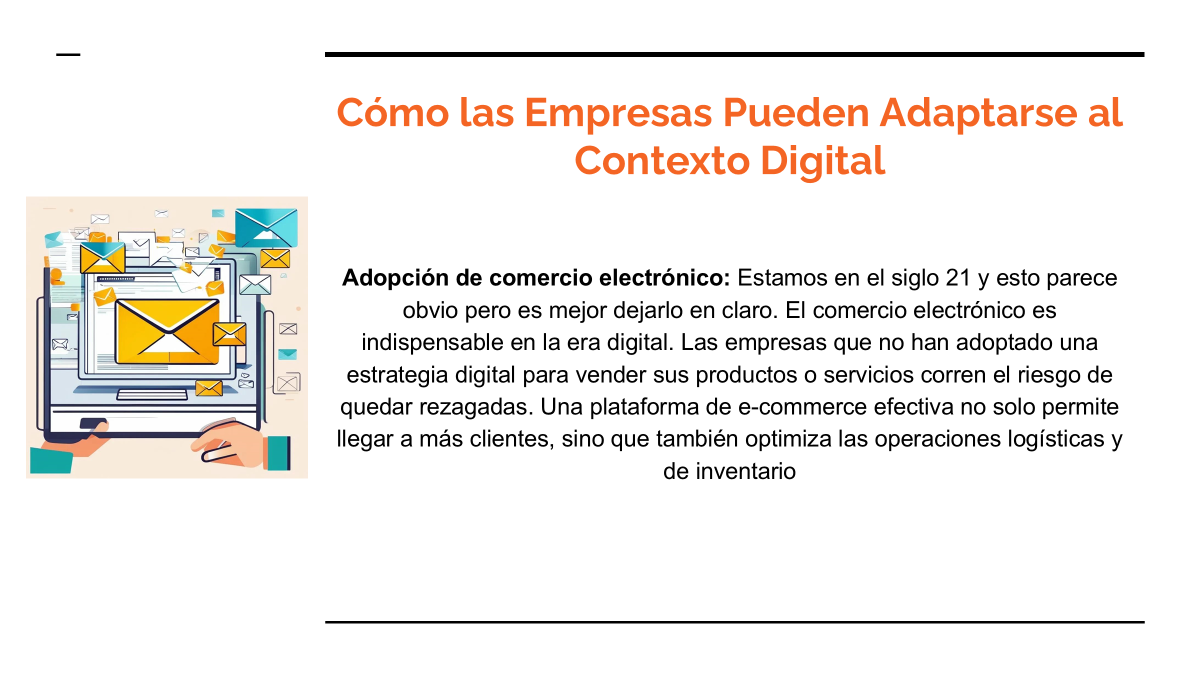 Cómo las Empresas Pueden Adaptarse al
Contexto Digital
Adopción de comercio electrónico: Estamos en el siglo 21 y esto parece
obvio pero es mejor dejarlo en claro. El comercio electrónico es
indispensable en la era digital. Las empresas que no han adoptado una
estrategia digital para vender sus productos o servicios corren el riesgo de
quedar rezagadas. Una plataforma de e-commerce efectiva no solo permite
llegar a más clientes, sino que también optimiza las operaciones logísticas y
de inventario